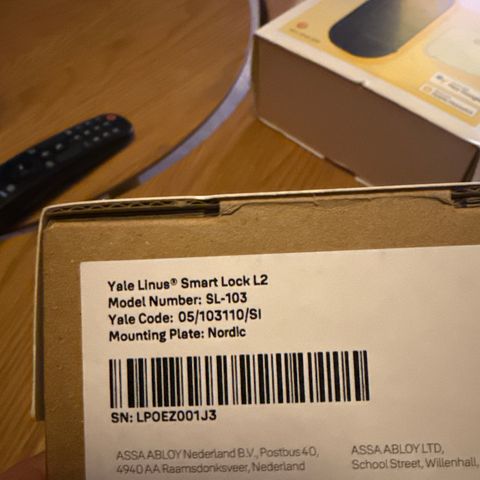 Yale Linus® Smart Lock L2
Model Number: SL-103
Yale Code: 05/103110/SI
Mounting Plate: Nordic
SN: LP0EZ001J3
ASSA ABLOY Nederland B.V., Postbus 40,
4940 AA Raamsdonksveer, Nederland
ASSA ABLOY LTD,
School Street, Willenhall,